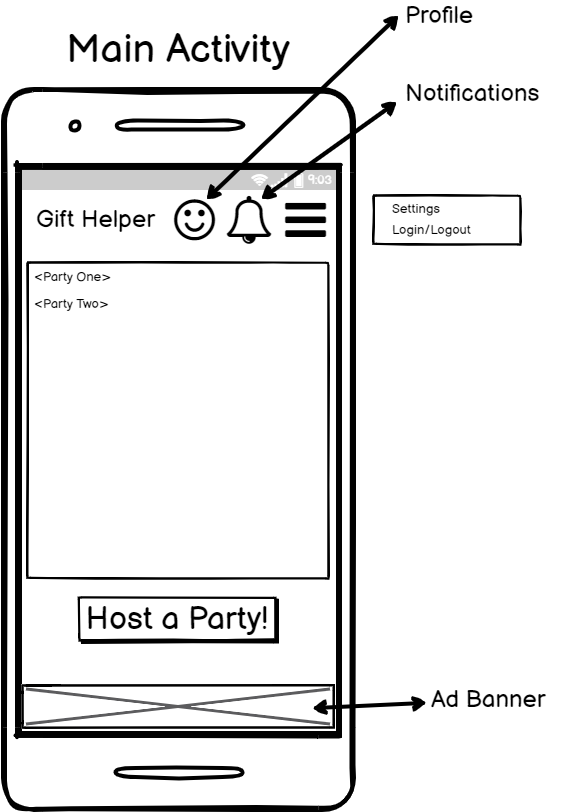 Profile
Main Activity
Notifications
9:03
Gift Helper
Settings
Login/Logout
<Party One>
<Party Two>
Host a Party!
Ad Banner